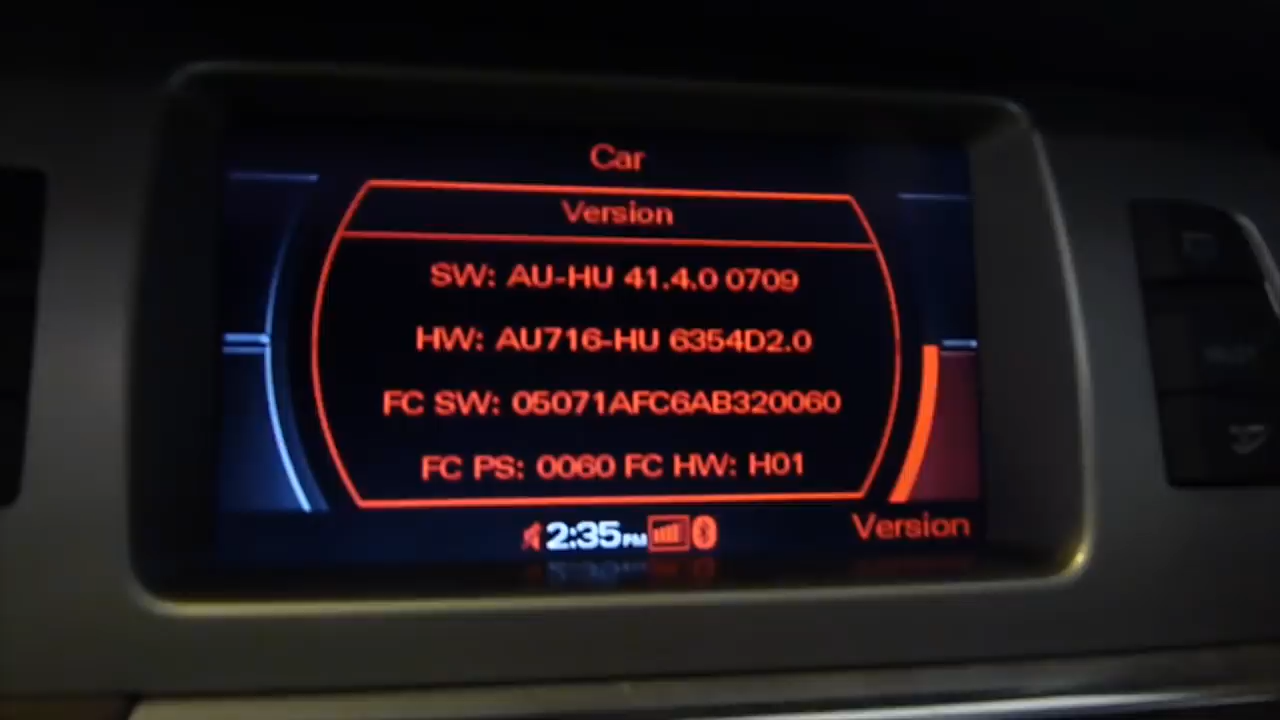 Car
Version
SW: AU-HU 41.4.0 0709
HW: AU716-HU 6354D2.0
FC SW: 05071AFC6AB320060
FC PS: 0060 FC HW: H01
2:35PM
Version